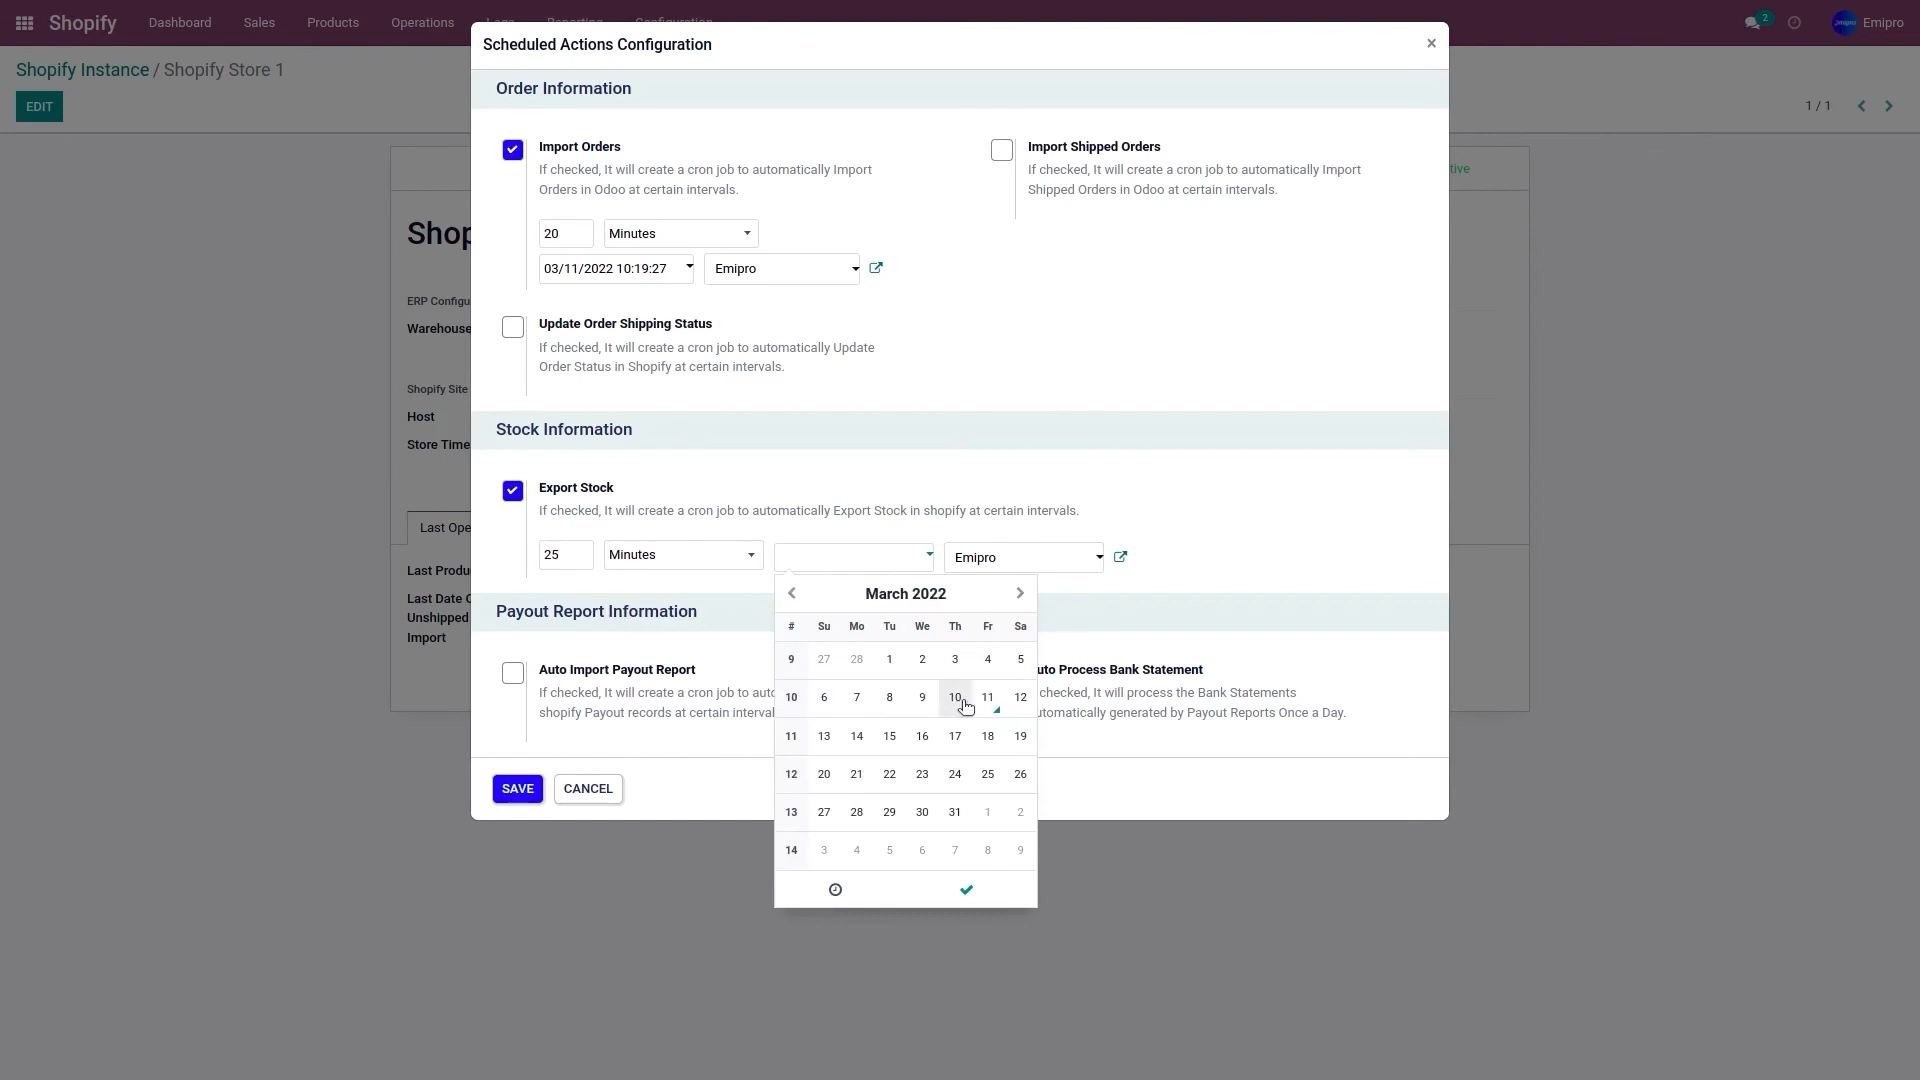 Shopify Dashboard Sales Products Operations Logs Reporting Configuration 2 Emipro
Scheduled Actions Configuration ×
Shopify Instance / Shopify Store 1
EDIT
1 / 1
Order Information
Import Orders
If checked, It will create a cron job to automatically Import
Orders in Odoo at certain intervals.
20 Minutes
03/11/2022 10:19:27 Emipro
Import Shipped Orders
If checked, It will create a cron job to automatically Import
Shipped Orders in Odoo at certain intervals.
Update Order Shipping Status
If checked, It will create a cron job to automatically Update
Order Status in Shopify at certain intervals.
tive
Shop
ERP Configu
Warehouse
Shopify Site
Host
Store Time
Stock Information
Export Stock
If checked, It will create a cron job to automatically Export Stock in shopify at certain intervals.
25 Minutes Emipro
Last Ope
Last Produ
Last Date O
Unshipped
Import
Payout Report Information
Auto Import Payout Report
If checked, It will create a cron job to auto
shopify Payout records at certain interval
uto Process Bank Statement
checked, It will process the Bank Statements
utomatically generated by Payout Reports Once a Day.
March 2022
# Su Mo Tu We Th Fr Sa
9 27 28 1 2 3 4 5
10 6 7 8 9 10 11 12
11 13 14 15 16 17 18 19
12 20 21 22 23 24 25 26
13 27 28 29 30 31 1 2
14 3 4 5 6 7 8 9
SAVE CANCEL